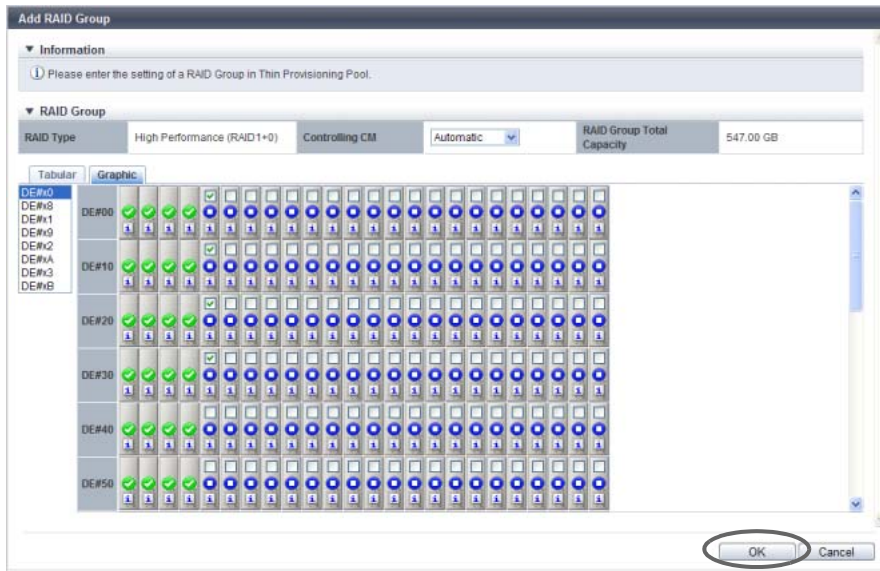 Add RAID Group
Information
Please enter the setting of a RAID Group in Thin Provisioning Pool.
RAID Group
RAID Type High Performance (RAID1+0) Controlling CM Automatic RAID Group Total Capacity 547.00 GB
Tabular Graphic
DE#x0
DE#x8
DE#x1
DE#x9
DE#x2
DE#xA
DE#x3
DE#xB
DE#00
DE#10
DE#20
DE#30
DE#40
DE#50
OK Cancel